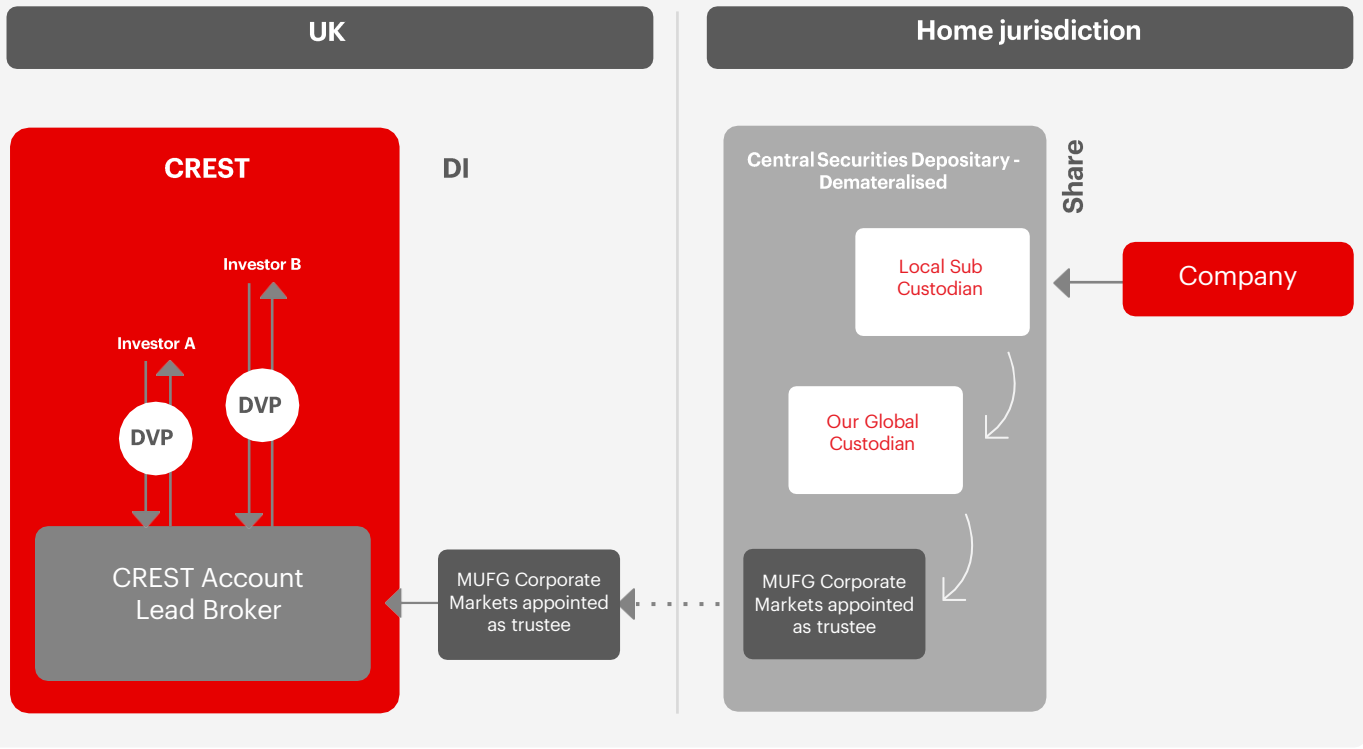 UK
Home jurisdiction
CREST
DI
Investor B
Investor A
DVP
DVP
CREST Account
Lead Broker
MUFG Corporate
Markets appointed
as trustee
Central Securities Depositary -
Demateralised
Share
Local Sub
Custodian
Company
Our Global
Custodian
MUFG Corporate
Markets appointed
as trustee